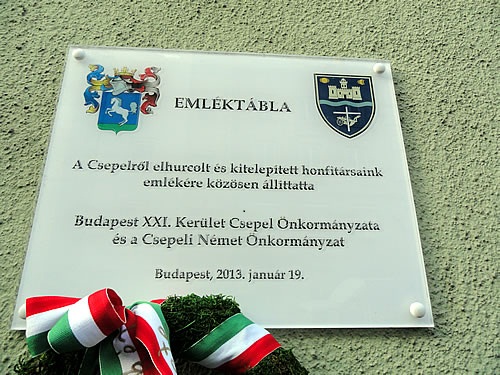 EMLÉKTÁBLA
A Csepelről elhurcolt és kitelepített honfitársaink
emlékére közösen állíttatta
Budapest XXI. Kerület Csepel Önkormányzata
és a Csepeli Német Önkormányzat
Budapest, 2013. január 19.